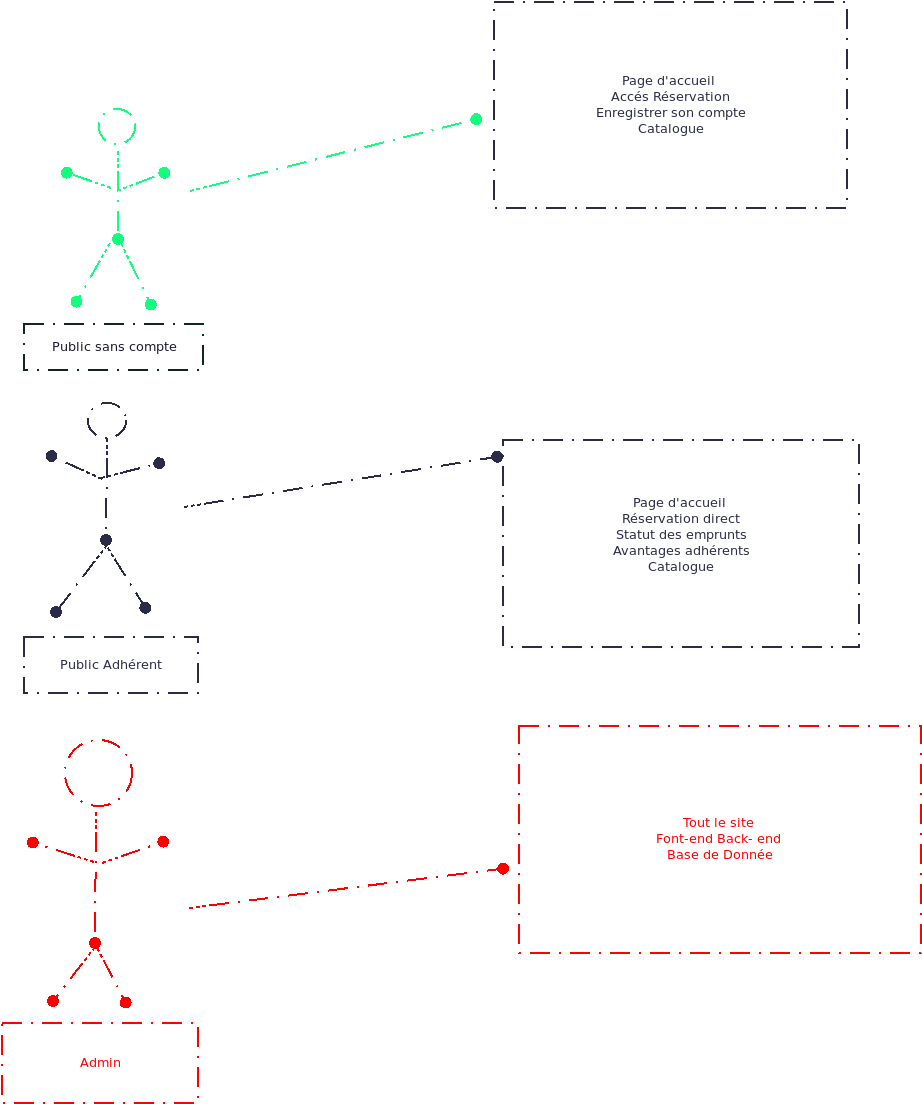 Page d'accueil
Accés Réservation
Enregistrer son compte
Catalogue
Public sans compte
Page d'accueil
Réservation direct
Statut des emprunts
Avantages adhérents
Catalogue
Public Adhérent
Tout le site
Font-end Back- end
Base de Donnée
Admin